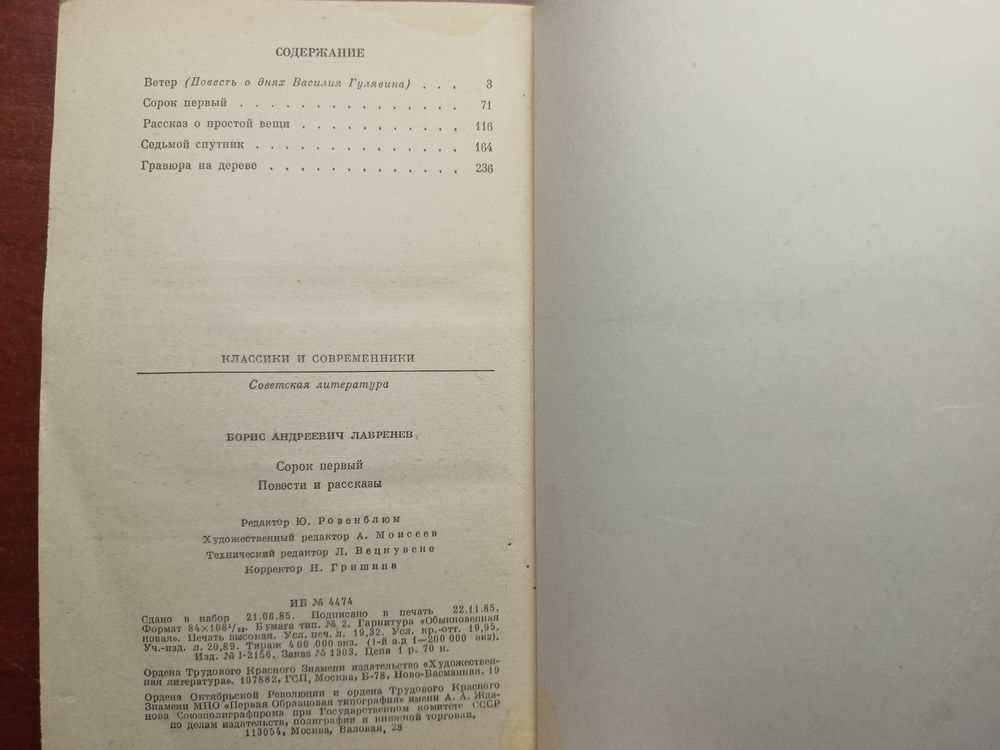 СОДЕРЖАНИЕ
Ветер (Повесть о днях Василия Гулявина) . . . 3
Сорок первый . . . . . . . . . . . . . . . 71
Рассказ о простой вещи . . . . . . . . . . 116
Седьмой спутник . . . . . . . . . . . . . 164
Гравюра на дереве . . . . . . . . . . . . . 236
КЛАССИКИ И СОВРЕМЕННИКИ
Советская литература
БОРИС АНДРЕЕВИЧ ЛАВРЕНЕВ
Сорок первый
Повести и рассказы
Редактор Ю. Розенблюм
Художественный редактор А. Моисеев
Технический редактор Л. Вецкувено
Корректор Н. Гришина
ИБ № 4474
Сдано в набор 21.06.85. Подписано в печать 22.11.85.
Формат 84×108 1/32. Бумага тип. № 2. Гарнитура «Обыкновенная
новая». Печать высокая. Усл. печ. л. 19,32. Усл. кр.-отт. 19,95.
Уч.-изд. л. 20,89. Тираж 400 000 экз. (1-й з.д 1—200 000 экз).
Изд. № I-2156. Заказ № 1303. Цена 1 р. 70 к.
Ордена Трудового Красного Знамени издательство «Художествен-
ная литература». 107882, ГСП, Москва, Б-78, Ново-Басманная, 19
Ордена Октябрьской Революции и ордена Трудового Красного
Знамени МПО «Первая Образцовая типография» имени А. А. Жда-
нова Союзполиграфпрома при Государственном комитете СССР
по делам издательств, полиграфии и книжной торговли,
113054, Москва, Валовая, 28